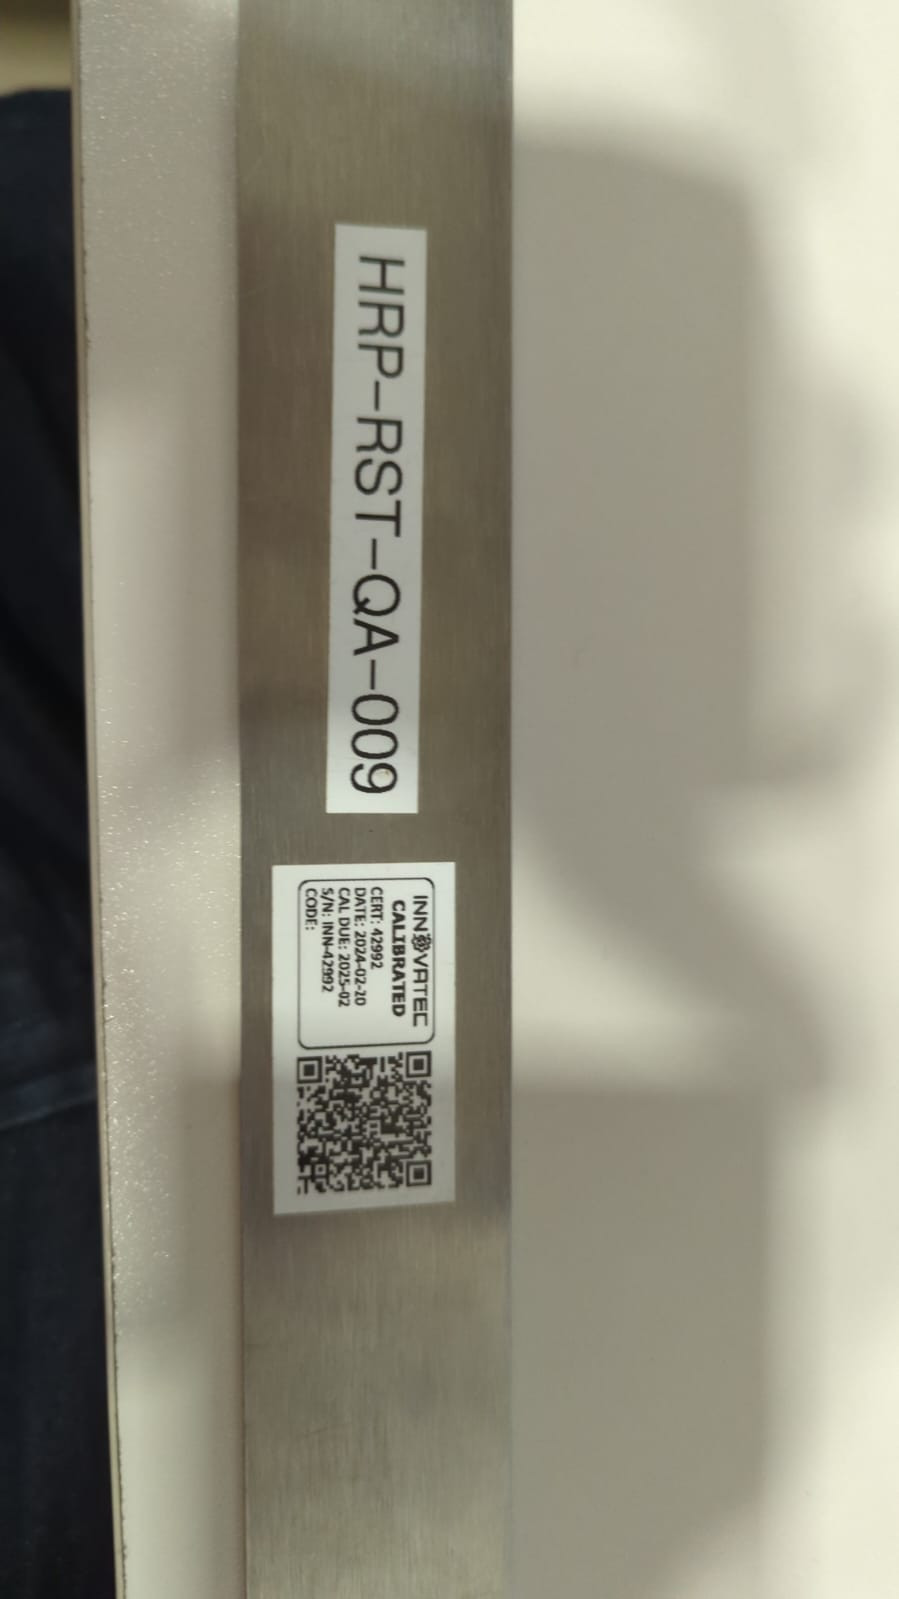 HRP-RST-QA-009
INNOVATEC
CALIBRATED
CERT: 42992
DATE: 2024-02-20
CAL DUE: 2025-02
S/N: INN-42992
CODE: